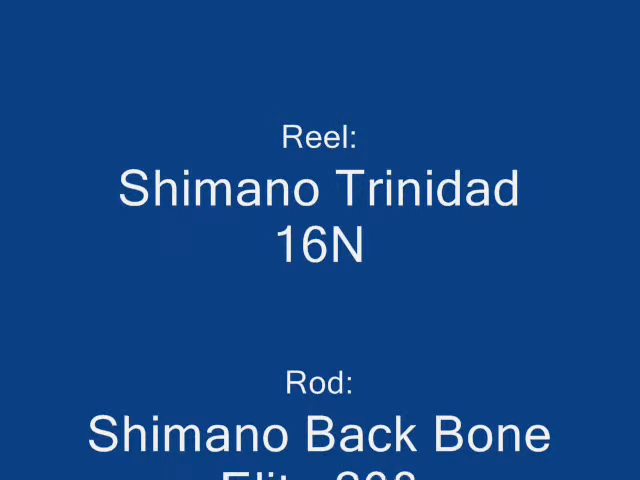 Reel:
Shimano Trinidad
16N
Rod:
Shimano Back Bone